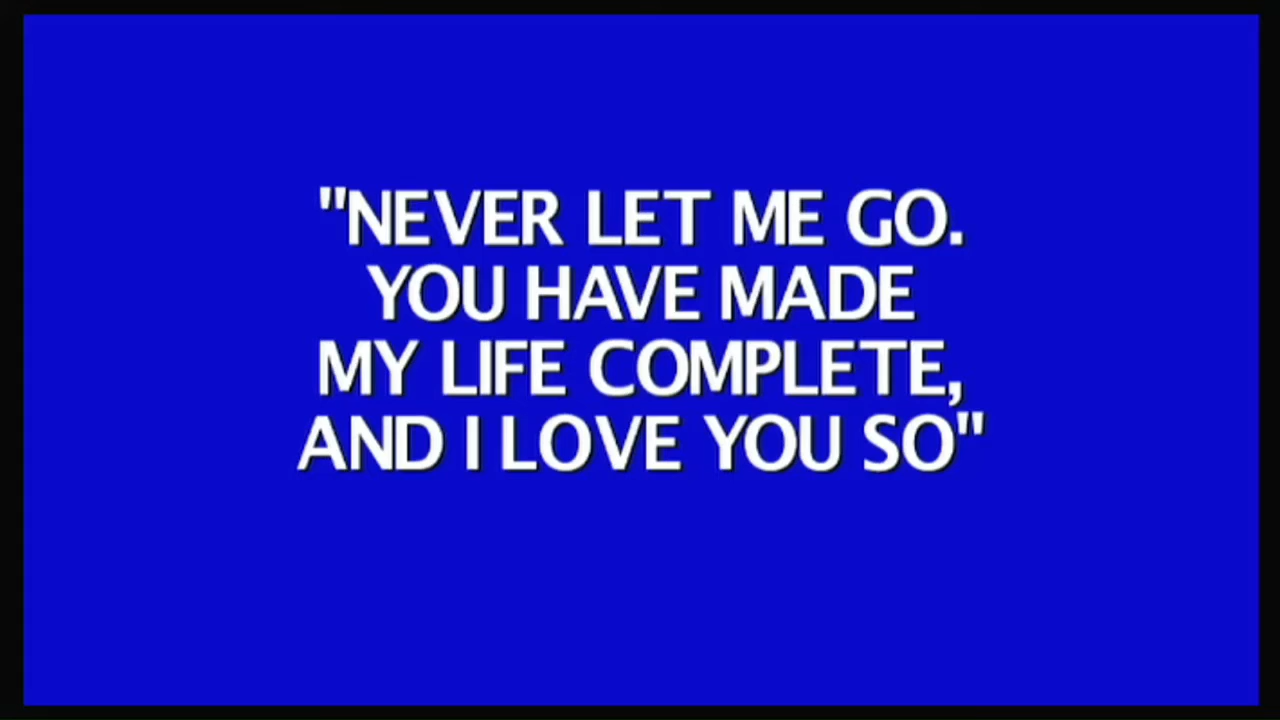 "NEVER LET ME GO.
YOU HAVE MADE
MY LIFE COMPLETE,
AND I LOVE YOU SO"